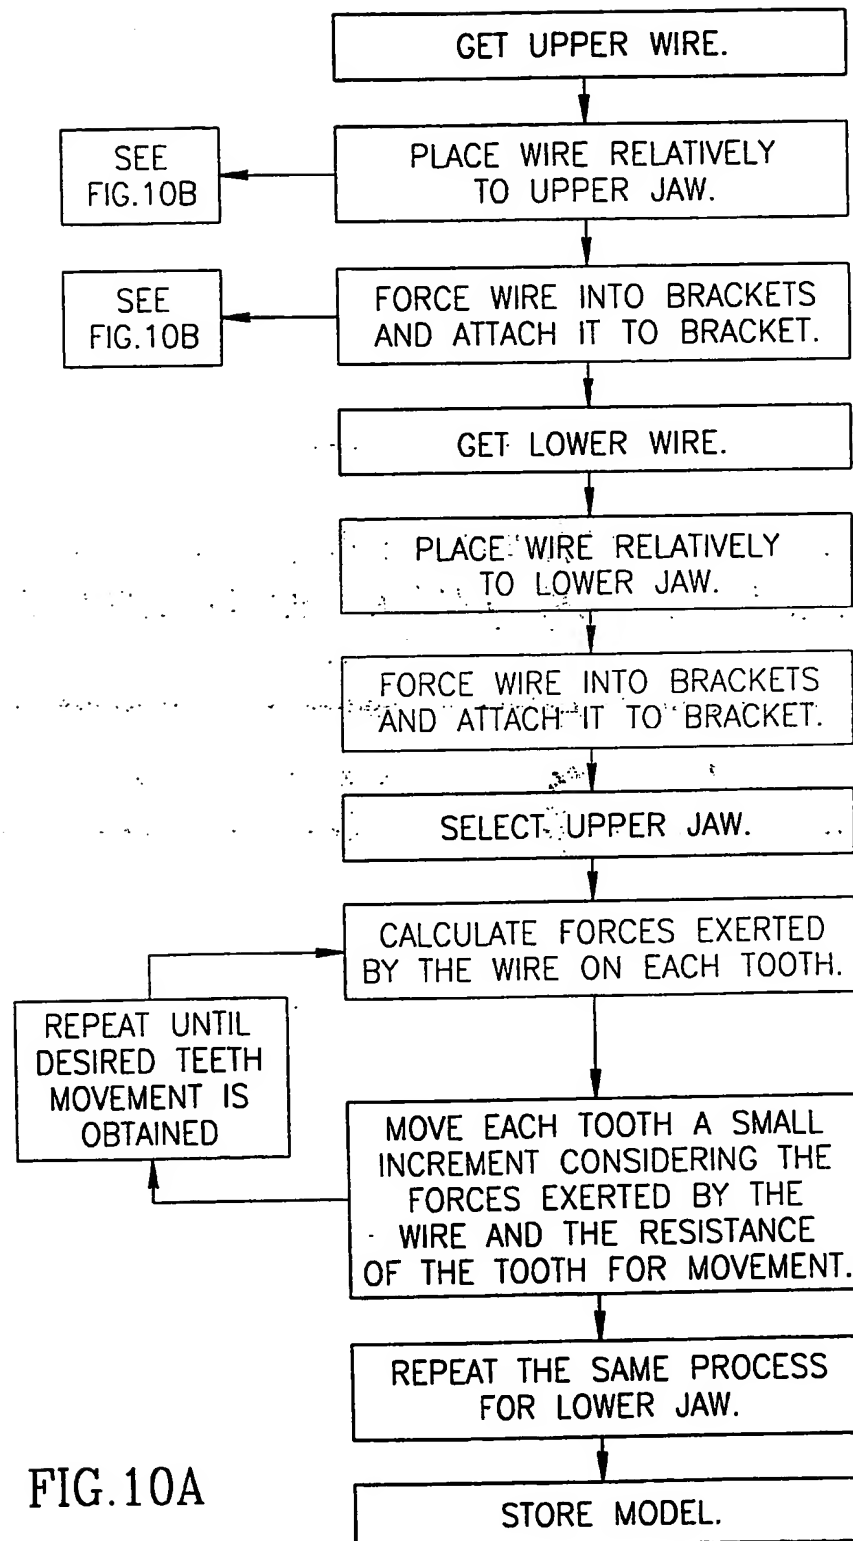 GET UPPER WIRE.
SEE
FIG.10B
PLACE WIRE RELATIVELY
TO UPPER JAW.
SEE
FIG.10B
FORCE WIRE INTO BRACKETS
AND ATTACH IT TO BRACKET.
GET LOWER WIRE.
PLACE WIRE RELATIVELY
TO LOWER JAW.
FORCE WIRE INTO BRACKETS
AND ATTACH IT TO BRACKET.
SELECT UPPER JAW.
CALCULATE FORCES EXERTED
BY THE WIRE ON EACH TOOTH.
REPEAT UNTIL
DESIRED TEETH
MOVEMENT IS
OBTAINED
MOVE EACH TOOTH A SMALL
INCREMENT CONSIDERING THE
FORCES EXERTED BY THE
WIRE AND THE RESISTANCE
OF THE TOOTH FOR MOVEMENT.
REPEAT THE SAME PROCESS
FOR LOWER JAW.
STORE MODEL.
FIG.10A